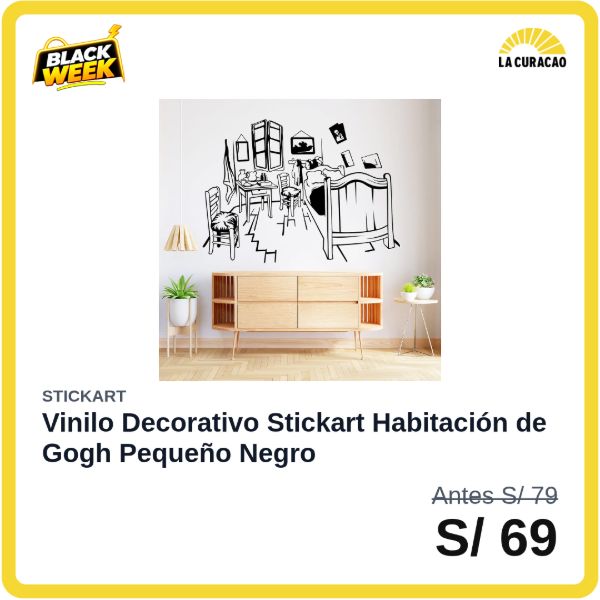 BLACK
WEEK
LA CURACAO
STICKART
Vinilo Decorativo Stickart Habitación de
Gogh Pequeño Negro
Antes S/ 79
S/ 69